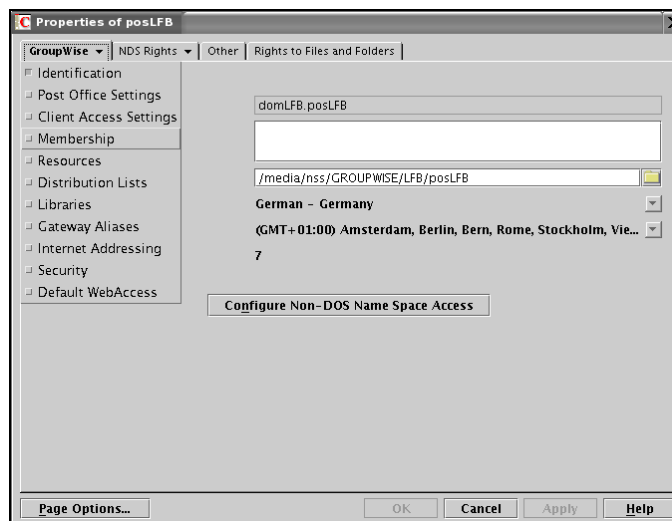 C Properties of posLFB
GroupWise NDS Rights Other Rights to Files and Folders
Identification
Post Office Settings
Client Access Settings
Membership
Resources
Distribution Lists
Libraries
Gateway Aliases
Internet Addressing
Security
Default WebAccess
domLFB.posLFB
/media/nss/GROUPWISE/LFB/posLFB
German - Germany
(GMT+01:00) Amsterdam, Berlin, Bern, Rome, Stockholm, Vie...
7
Configure Non-DOS Name Space Access
Page Options... OK Cancel Apply Help